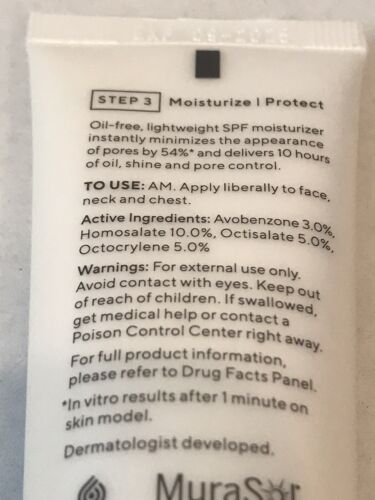 STEP 3 Moisturize | Protect
Oil-free, lightweight SPF moisturizer
instantly minimizes the appearance
of pores by 54%* and delivers 10 hours
of oil, shine and pore control.
TO USE: AM. Apply liberally to face,
neck and chest.
Active Ingredients: Avobenzone 3.0%,
Homosalate 10.0%, Octisalate 5.0%,
Octocrylene 5.0%
Warnings: For external use only.
Avoid contact with eyes. Keep out
of reach of children. If swallowed,
get medical help or contact a
Poison Control Center right away.
For full product information,
please refer to Drug Facts Panel.
*In vitro results after 1 minute on
skin model.
Dermatologist developed.
MuraSol